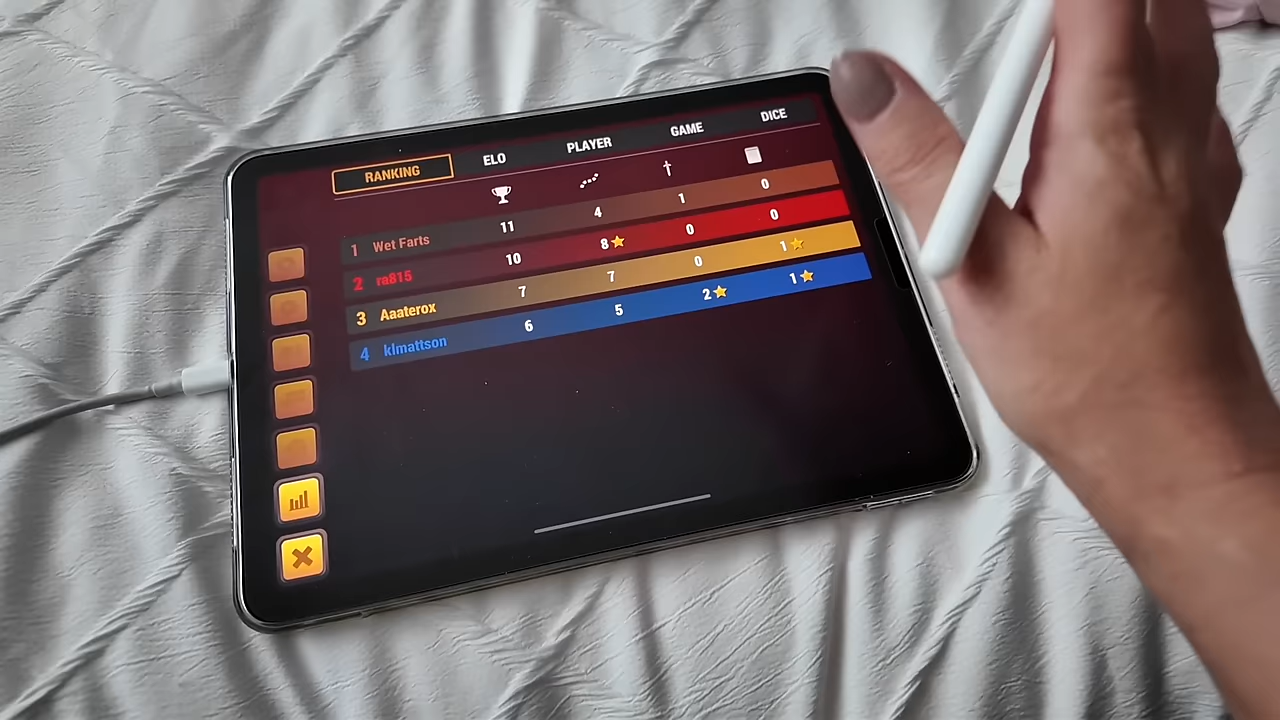 RANKING ELO PLAYER GAME DICE
1 Wet Farts 11 4 1 0
2 ra815 10 8 0 0
3 Aaaterox 7 7 0 1
4 klmattson 6 5 2 1